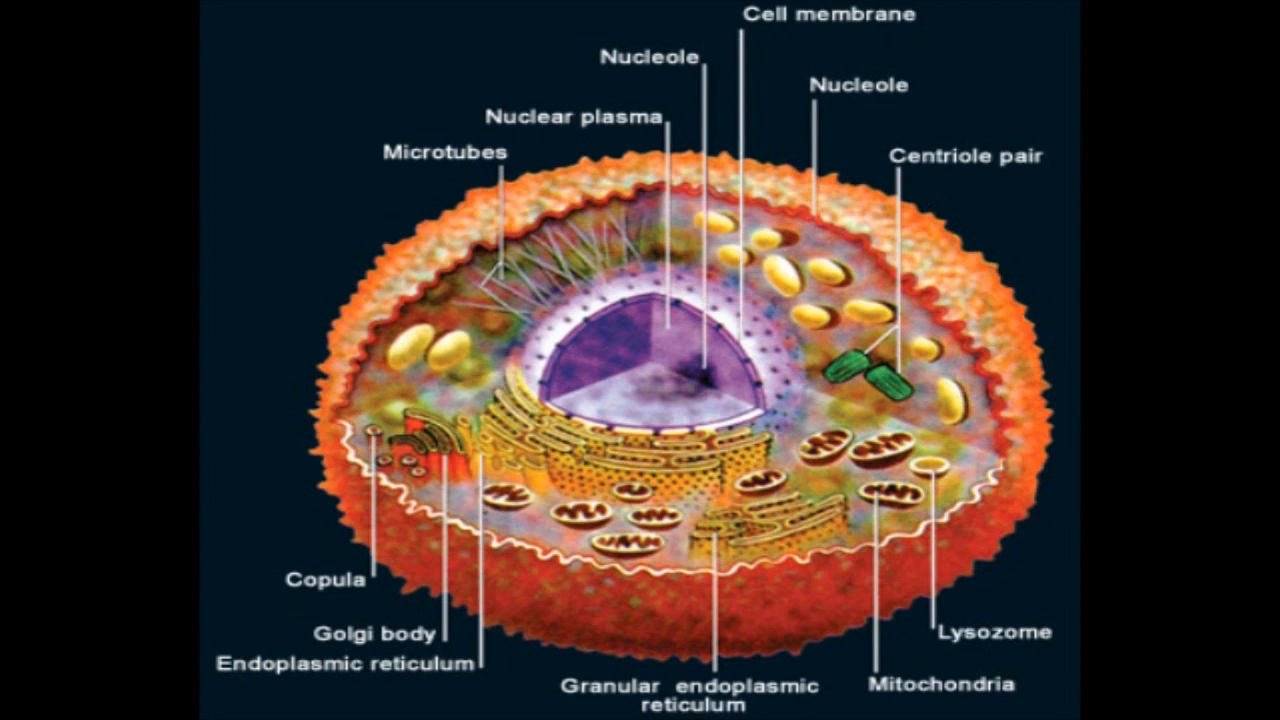 Cell membrane
Nucleole
Nucleole
Nuclear plasma
Microtubes
Centriole pair
Copula
Golgi body
Lysozome
Endoplasmic reticulum
Granular endoplasmic
reticulum
Mitochondria